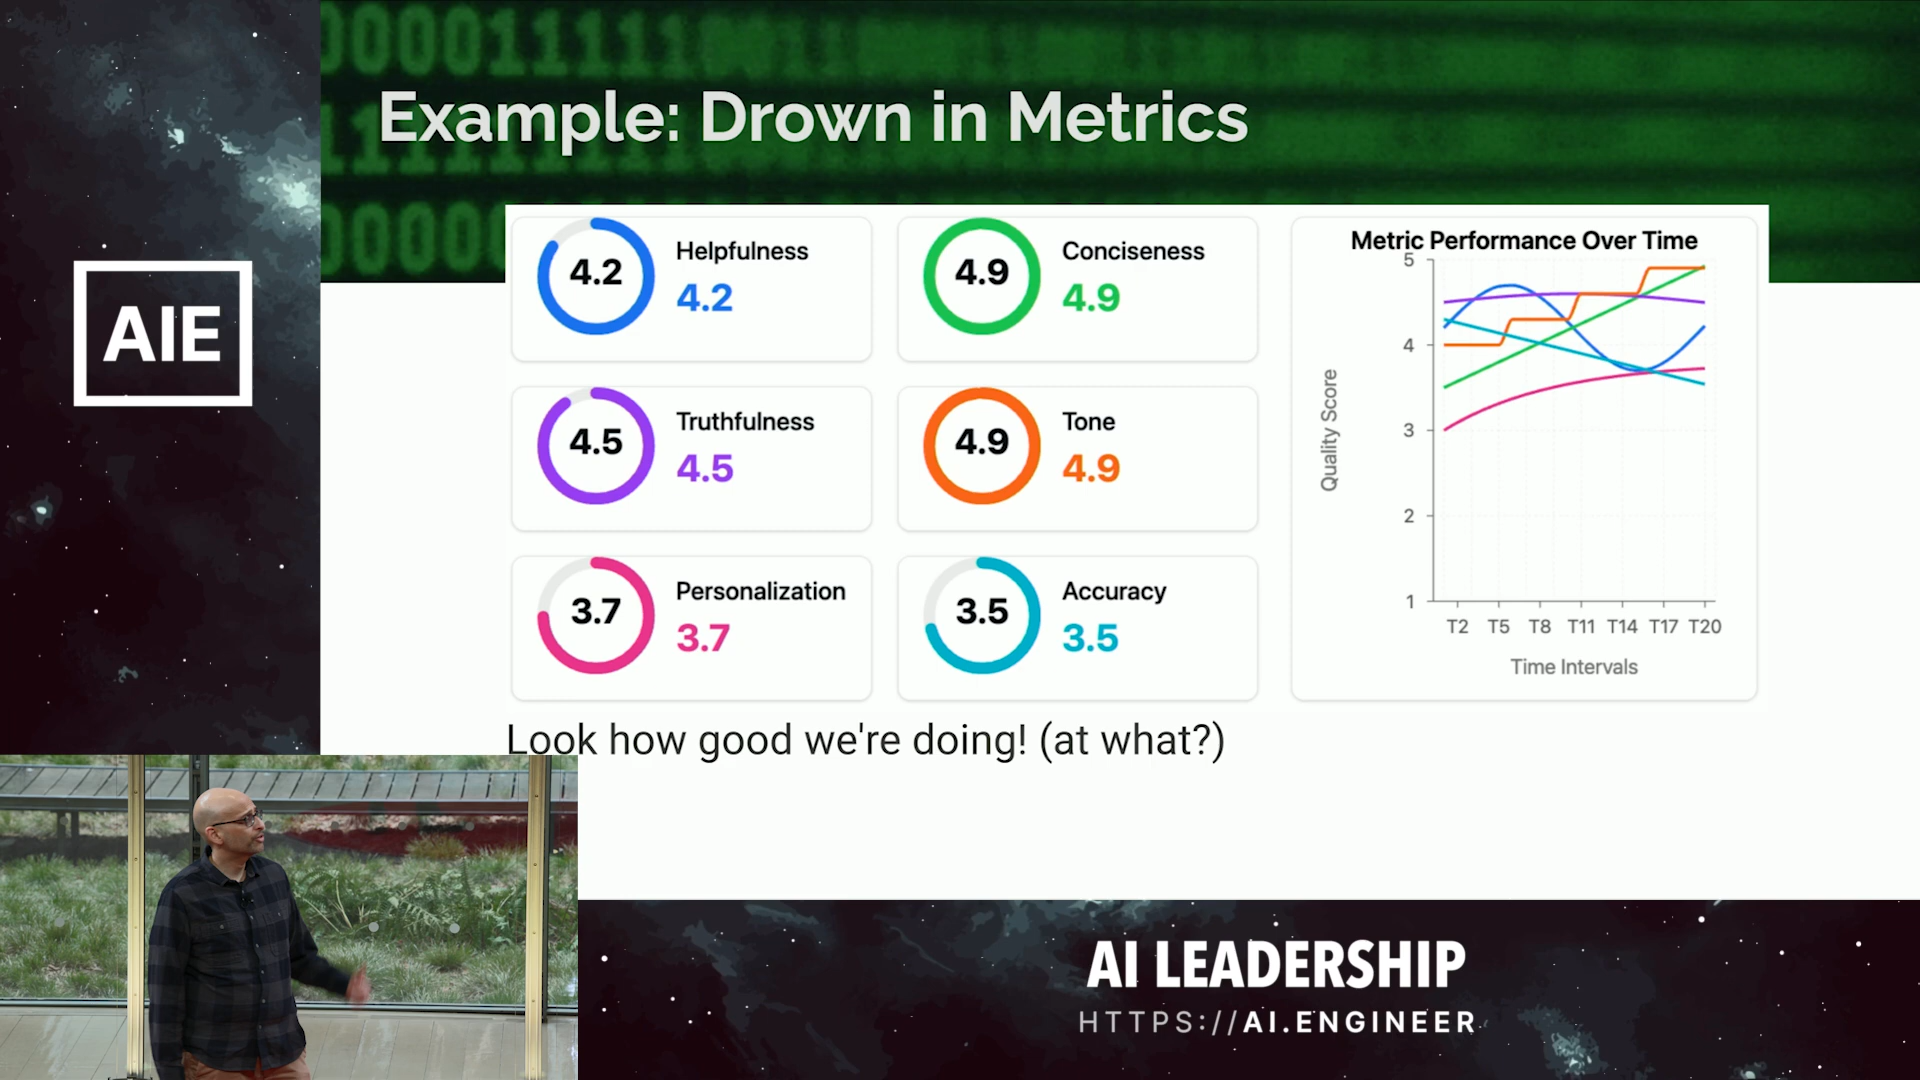 Example: Drown in Metrics
AIE
4.2
Helpfulness
4.2
4.9
Conciseness
4.9
4.5
Truthfulness
4.5
4.9
Tone
4.9
3.7
Personalization
3.7
3.5
Accuracy
3.5
Metric Performance Over Time
5
4
3
2
1
Quality Score
T2 T5 T8 T11 T14 T17 T20
Time Intervals
Look how good we're doing! (at what?)
AI LEADERSHIP
HTTPS://AI.ENGINEER